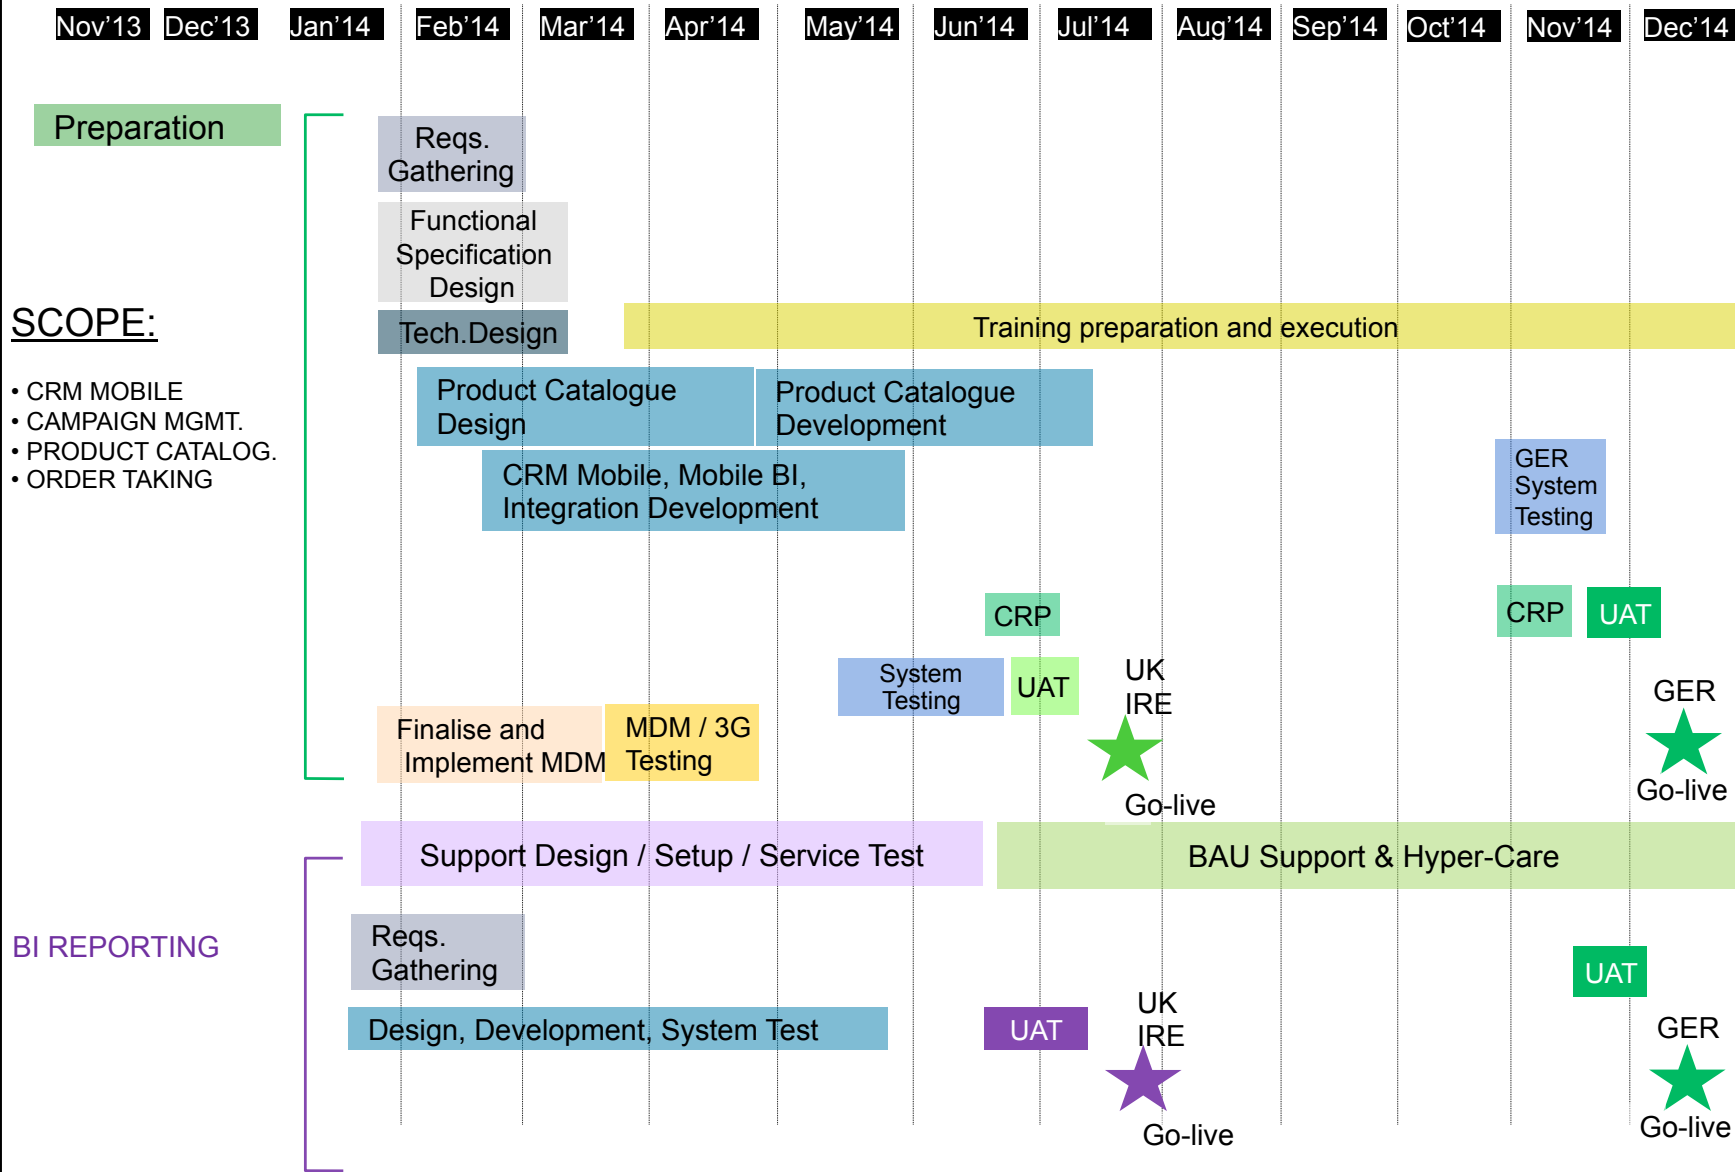 Nov’13 Dec’13 Jan’14 Feb’14 Mar’14 Apr’14 May’14 Jun’14 Jul’14 Aug’14 Sep’14 Oct’14 Nov’14 Dec’14
Preparation
Reqs.
Gathering
Functional
Specification
Design
SCOPE:
Tech.Design
Training preparation and execution
• CRM MOBILE
• CAMPAIGN MGMT.
• PRODUCT CATALOG.
• ORDER TAKING
Product Catalogue
Design
Product Catalogue
Development
CRM Mobile, Mobile BI,
Integration Development
GER
System
Testing
CRP
CRP
UAT
System
Testing
UAT
UK
IRE
GER
Finalise and
Implement MDM
MDM / 3G
Testing
Go-live
Go-live
Support Design / Setup / Service Test
BAU Support & Hyper-Care
BI REPORTING
Reqs.
Gathering
UAT
Design, Development, System Test
UAT
UK
IRE
GER
Go-live
Go-live